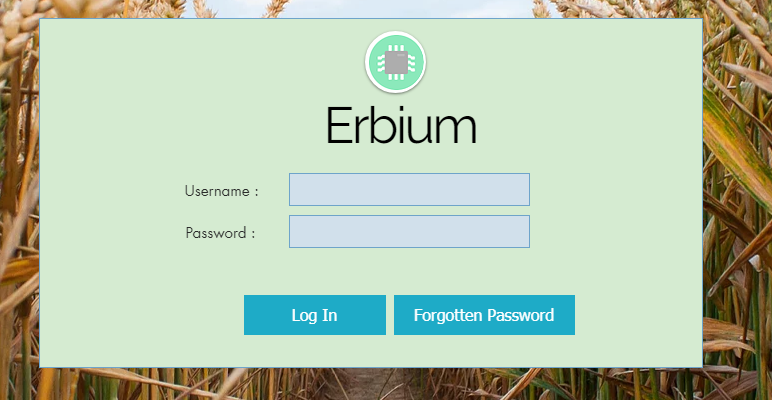 Erbium
Username :
Password :
Log In
Forgotten Password